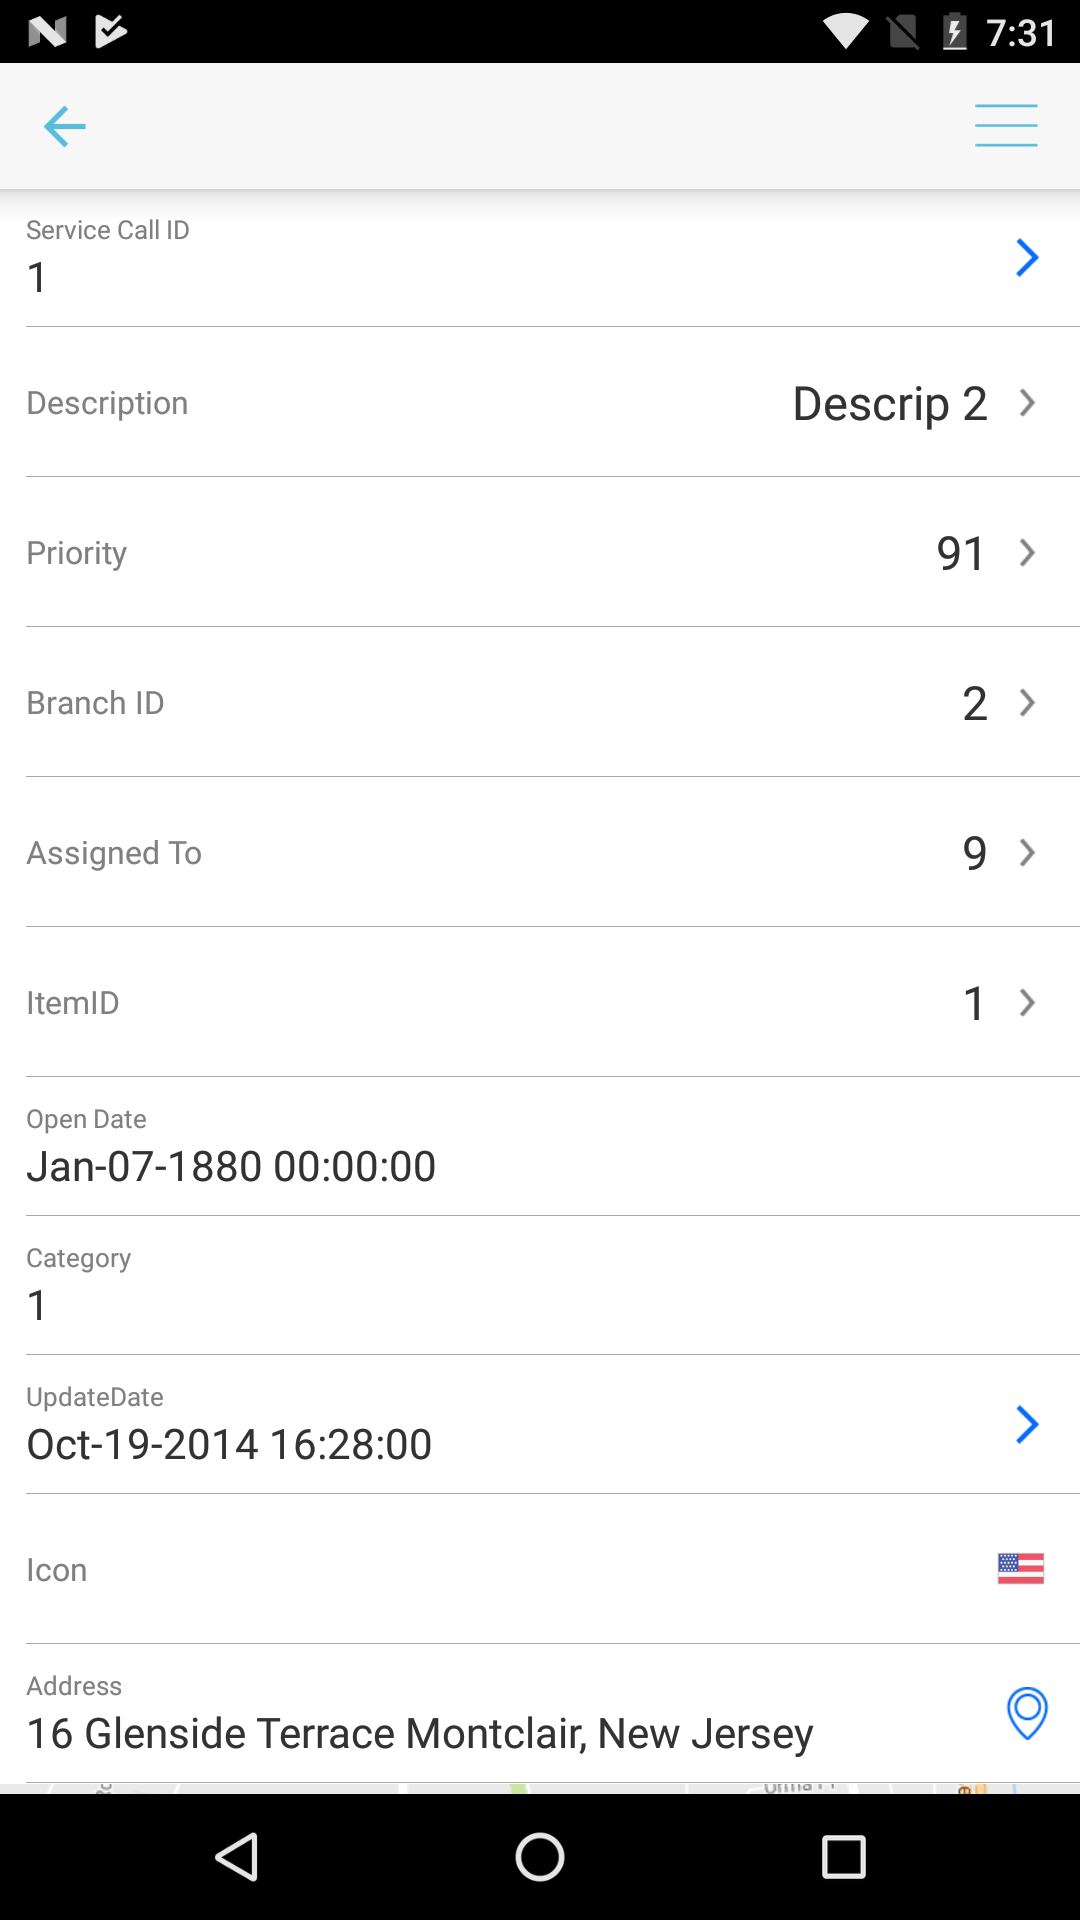 7:31
Service Call ID
1
Description
Descrip 2
Priority
91
Branch ID
2
Assigned To
9
ItemID
1
Open Date
Jan-07-1880 00:00:00
Category
1
UpdateDate
Oct-19-2014 16:28:00
Icon
Address
16 Glenside Terrace Montclair, New Jersey